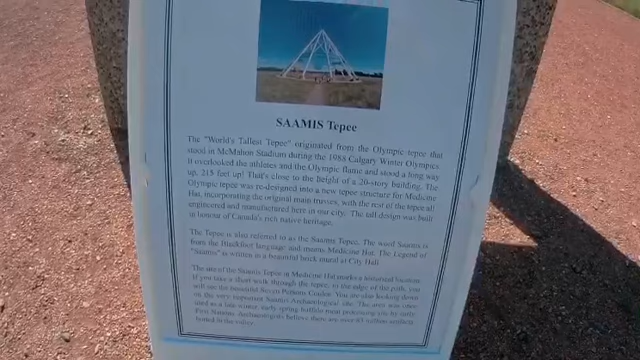 SAAMIS Tepee
The "World's Tallest Tepee" originated from the Olympic tepee that
stood in McMahon Stadium during the 1988 Calgary Winter Olympics.
It overlooked the athletes and the Olympic flame and stood a long way
up, 215 feet up! That's close to the height of a 20-story building. The
Olympic tepee was re-designed into a new tepee structure for Medicine
Hat, incorporating the original main trusses, with the rest of the tepee all
engineered and manufactured here in our city. The tall design was built
in honour of Canada's rich native heritage.
The Tepee is also referred to as the Saamis Tepee. The word Saamis is
from the Blackfoot language and means Medicine Hat. The Legend of
"Saamis" is written in a beautiful brick mural at City Hall.
The site of the Saamis Tepee in Medicine Hat marks a historical location.
If you take a short walk through the tepee, to the edge of the path, you
will see the beautiful Seven Persons Coulee. You are also looking down
on the very important Saamis Archaeological site. The area was once
used as a late winter, early spring buffalo meat processing site by early
First Nations. Archaeologists believe there are over 83 million artifacts
buried in the valley.